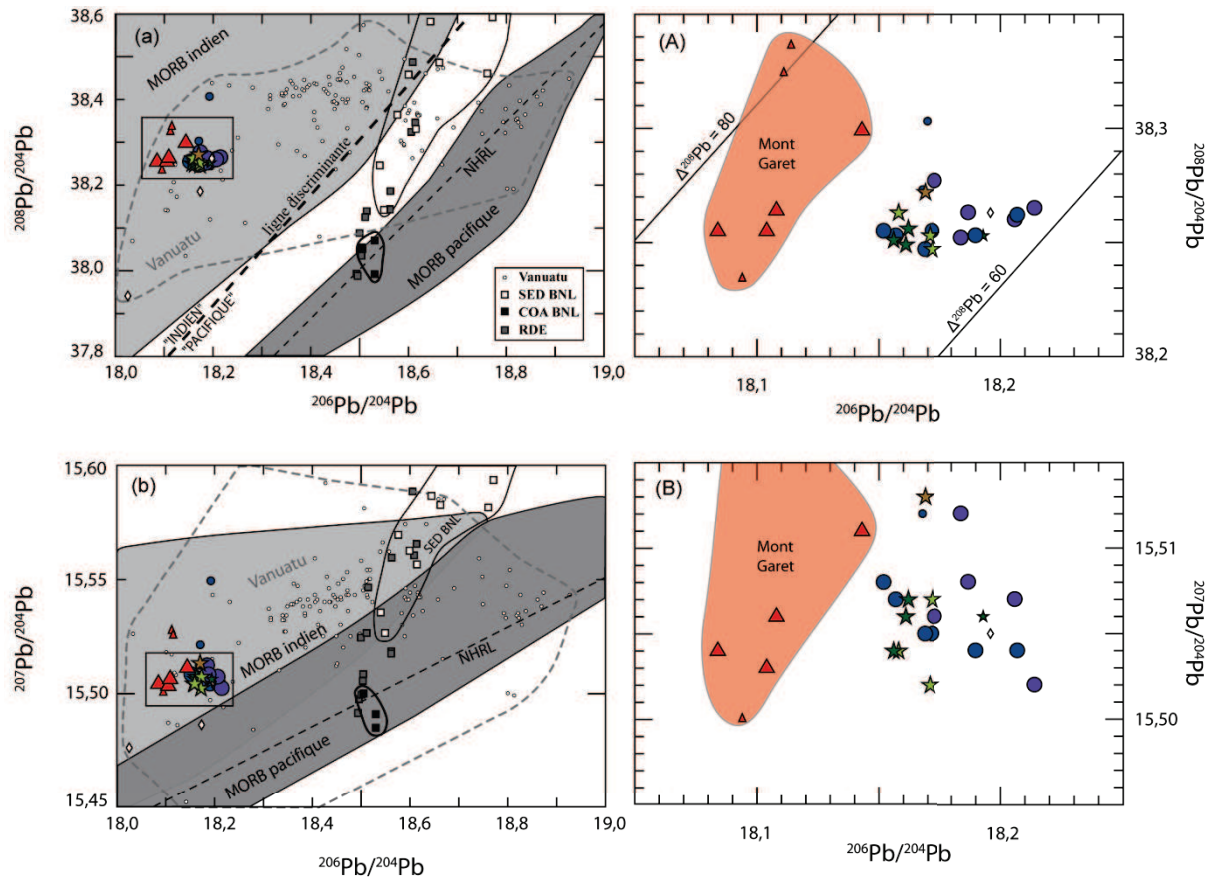 (a)
MORB indien
ligne discriminante
NHRL
MORB pacifique
Vanuatu
"INDIEN"
"PACIFIQUE"
Vanuatu
SED BNL
COA BNL
RDE
38,6
38,4
38,2
38,0
37,8
²⁰⁸Pb/²⁰⁴Pb
18,0 18,2 18,4 18,6 18,8 19,0
²⁰⁶Pb/²⁰⁴Pb
(A)
Δ²⁰⁸Pb = 80
Mont
Garet
Δ²⁰⁸Pb = 60
38,3
38,2
²⁰⁸Pb/²⁰⁴Pb
18,1 18,2
²⁰⁶Pb/²⁰⁴Pb
(b)
Vanuatu
SED BNL
MORB indien
NHRL
MORB pacifique
15,60
15,55
15,50
15,45
²⁰⁷Pb/²⁰⁴Pb
18,0 18,2 18,4 18,6 18,8 19,0
²⁰⁶Pb/²⁰⁴Pb
(B)
Mont
Garet
15,51
15,50
²⁰⁷Pb/²⁰⁴Pb
18,1 18,2
²⁰⁶Pb/²⁰⁴Pb